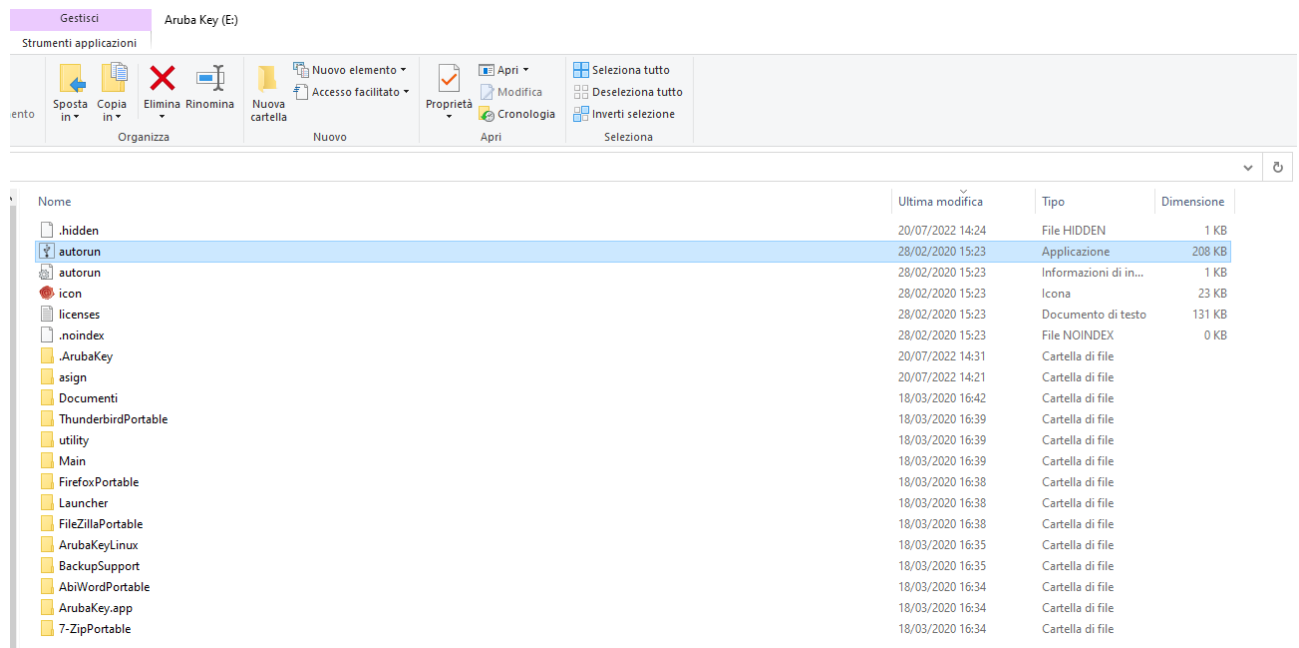 Gestisci Aruba Key (E:)
Strumenti applicazioni
Nuovo elemento Apri Seleziona tutto
Accesso facilitato Modifica Deseleziona tutto
ento Sposta in Copia in Elimina Rinomina Nuova cartella Proprietà Cronologia Inverti selezione
Organizza Nuovo Apri Seleziona
Nome Ultima modifica Tipo Dimensione
.hidden 20/07/2022 14:24 File HIDDEN 1 KB
autorun 28/02/2020 15:23 Applicazione 208 KB
autorun 28/02/2020 15:23 Informazioni di in... 1 KB
icon 28/02/2020 15:23 Icona 23 KB
licenses 28/02/2020 15:23 Documento di testo 131 KB
.noindex 28/02/2020 15:23 File NOINDEX 0 KB
.ArubaKey 20/07/2022 14:31 Cartella di file
asign 20/07/2022 14:21 Cartella di file
Documenti 18/03/2020 16:42 Cartella di file
ThunderbirdPortable 18/03/2020 16:39 Cartella di file
utility 18/03/2020 16:39 Cartella di file
Main 18/03/2020 16:39 Cartella di file
FirefoxPortable 18/03/2020 16:38 Cartella di file
Launcher 18/03/2020 16:38 Cartella di file
FileZillaPortable 18/03/2020 16:38 Cartella di file
ArubaKeyLinux 18/03/2020 16:35 Cartella di file
BackupSupport 18/03/2020 16:35 Cartella di file
AbiWordPortable 18/03/2020 16:34 Cartella di file
ArubaKey.app 18/03/2020 16:34 Cartella di file
7-ZipPortable 18/03/2020 16:34 Cartella di file